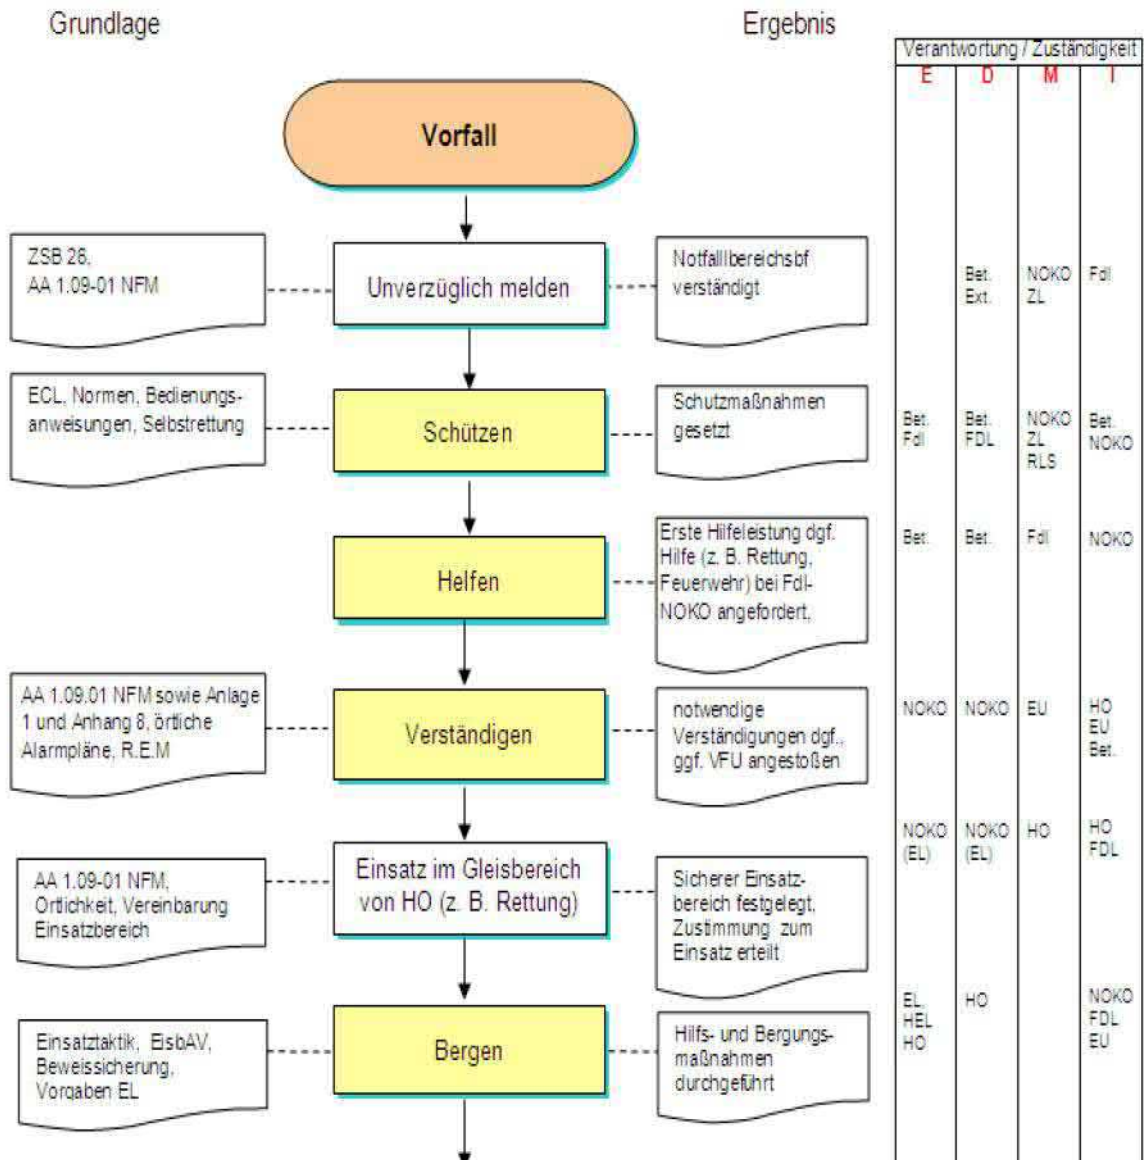 Grundlage
Ergebnis
Verantwortung / Zuständigkeit
E D M I
Vorfall
ZSB 26,
AA 1.09-01 NFM
Unverzüglich melden
Notfallbereichsbf
verständigt
Bet. NOKO Fdl
Ext. ZL
ECL, Normen, Bedienungs-
anweisungen, Selbstrettung
Schützen
Schutzmaßnahmen
gesetzt
Bet. Bet. NOKO Bet.
Fdl FDL ZL NOKO
RLS
Helfen
Erste Hilfeleistung dgf.
Hilfe (z. B. Rettung,
Feuerwehr) bei Fdl-
NOKO angefordert,
Bet. Bet. Fdl NOKO
AA 1.09.01 NFM sowie Anlage
1 und Anhang 8, örtliche
Alarmpläne, R.E.M
Verständigen
notwendige
Verständigungen dgf.,
ggf. VFU angestoßen
NOKO NOKO EU HO
EU
Bet.
AA 1.09-01 NFM,
Örtlichkeit, Vereinbarung
Einsatzbereich
Einsatz im Gleisbereich
von HO (z. B. Rettung)
Sicherer Einsatz-
bereich festgelegt,
Zustimmung zum
Einsatz erteilt
NOKO NOKO HO HO
(EL) (EL) FDL
Einsatztaktik, EisbAV,
Beweissicherung,
Vorgaben EL
Bergen
Hilfs- und Bergungs-
maßnahmen
durchgeführt
EL, HO NOKO
HEL FDL
HO EU